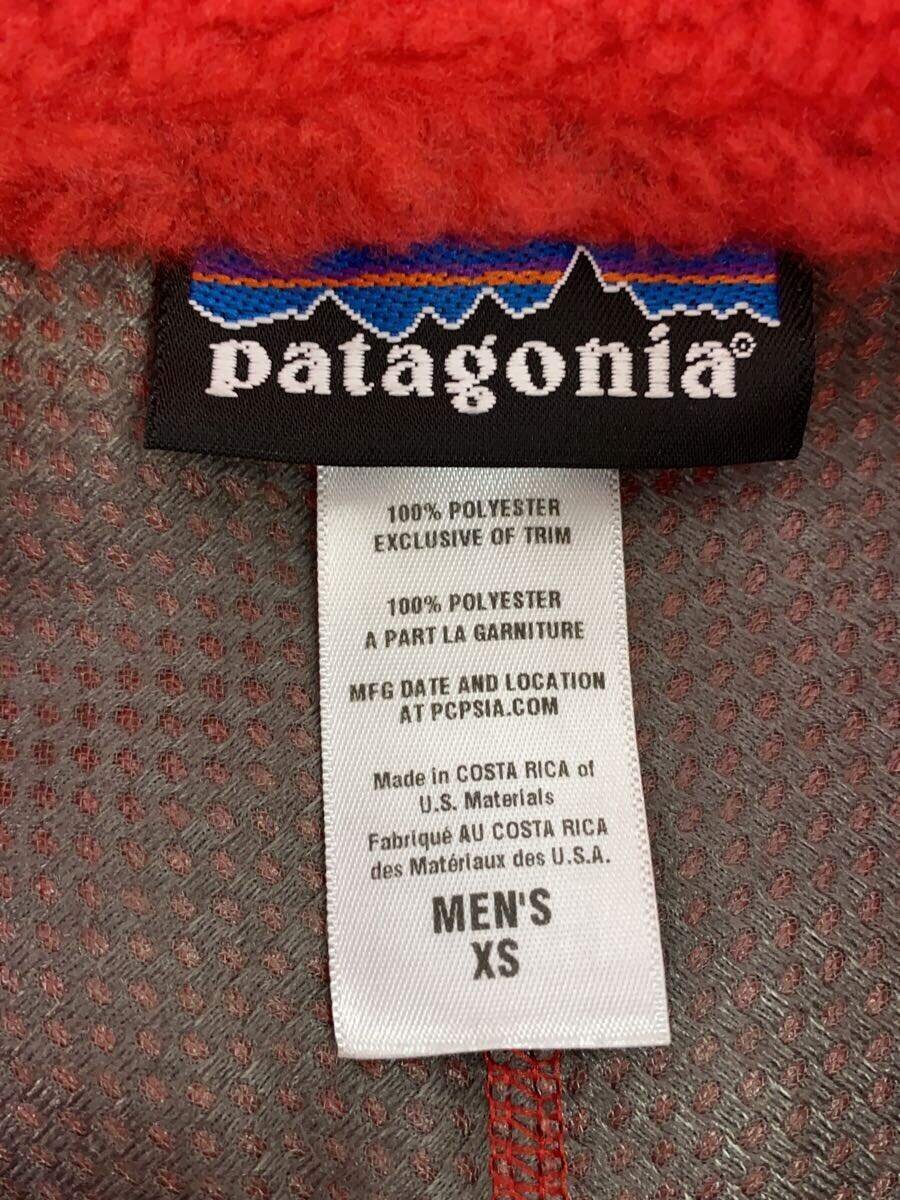 patagonia®
100% POLYESTER
EXCLUSIVE OF TRIM
100% POLYESTER
A PART LA GARNITURE
MFG DATE AND LOCATION
AT PCPSIA.COM
Made in COSTA RICA of
U.S. Materials
Fabriqué AU COSTA RICA
des Matériaux des U.S.A.
MEN'S
XS